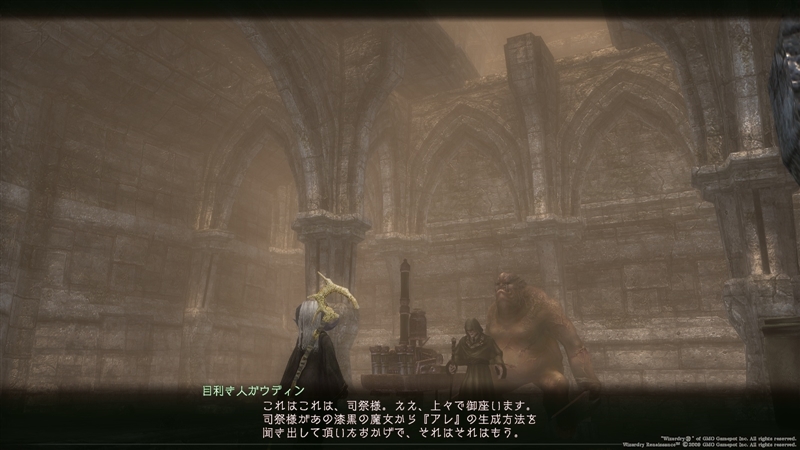 目利き人ガウディン
これはこれは、司祭様。ええ、上々で御座います。
司祭様があの漆黒の魔女から『アレ』の生成方法を
聞き出して頂いたおかげで、それはそれはもう。
"Wizardry®" of GMO Gamepot Inc. All rights reserved.
Wizardry Renaissance™ ©2009 GMO Gamepot Inc. All rights reserved.